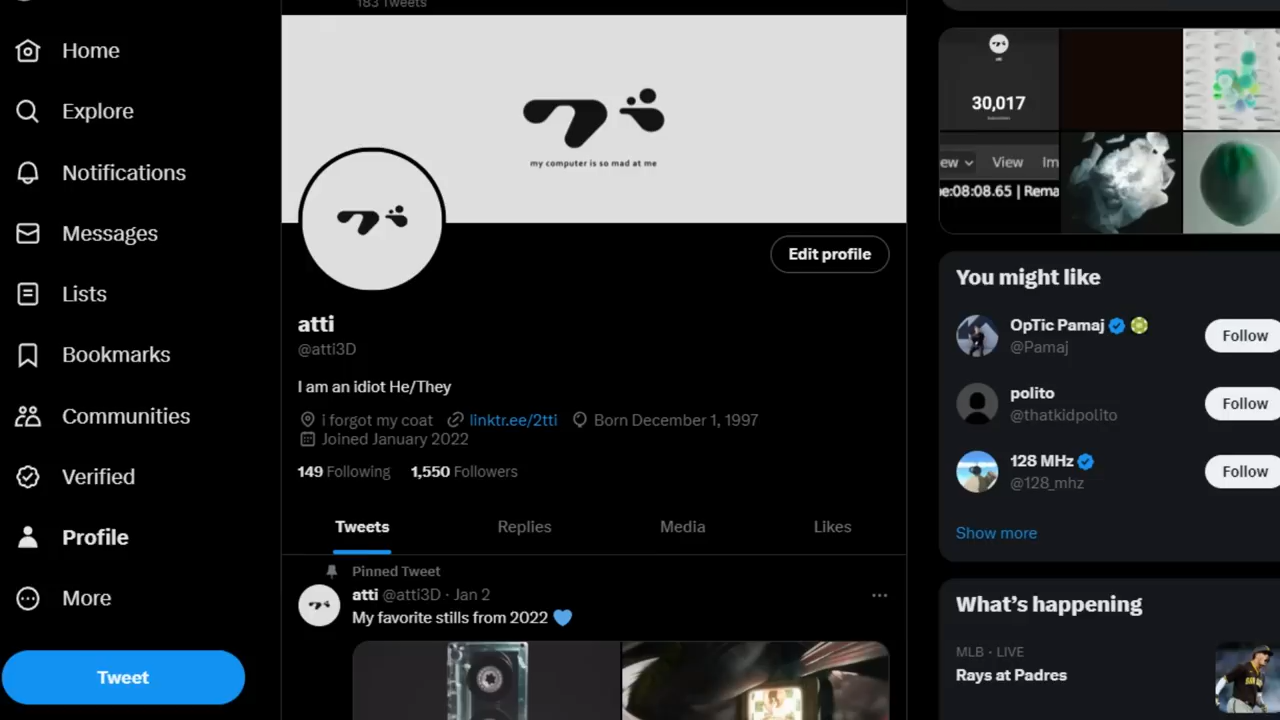 183 Tweets
Home
Explore
Notifications
Messages
Lists
Bookmarks
Communities
Verified
Profile
More
Tweet
my computer is so mad at me
Edit profile
atti
@atti3D
I am an idiot He/They
i forgot my coat linktr.ee/2tti Born December 1, 1997
Joined January 2022
149 Following 1,550 Followers
Tweets Replies Media Likes
Pinned Tweet
atti @atti3D · Jan 2
My favorite stills from 2022 💙
30,017
View Im
08:08.65 | Rema
You might like
OpTic Pamaj
@Pamaj
Follow
polito
@thatkidpolito
Follow
128 MHz
@128_mhz
Follow
Show more
What's happening
MLB · LIVE
Rays at Padres